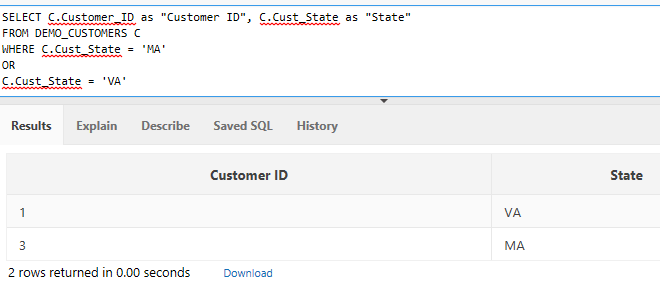 SELECT C.Customer_ID as "Customer ID", C.Cust_State as "State"
FROM DEMO_CUSTOMERS C
WHERE C.Cust_State = 'MA'
OR
C.Cust_State = 'VA'
Results Explain Describe Saved SQL History
Customer ID State
1 VA
3 MA
2 rows returned in 0.00 seconds Download